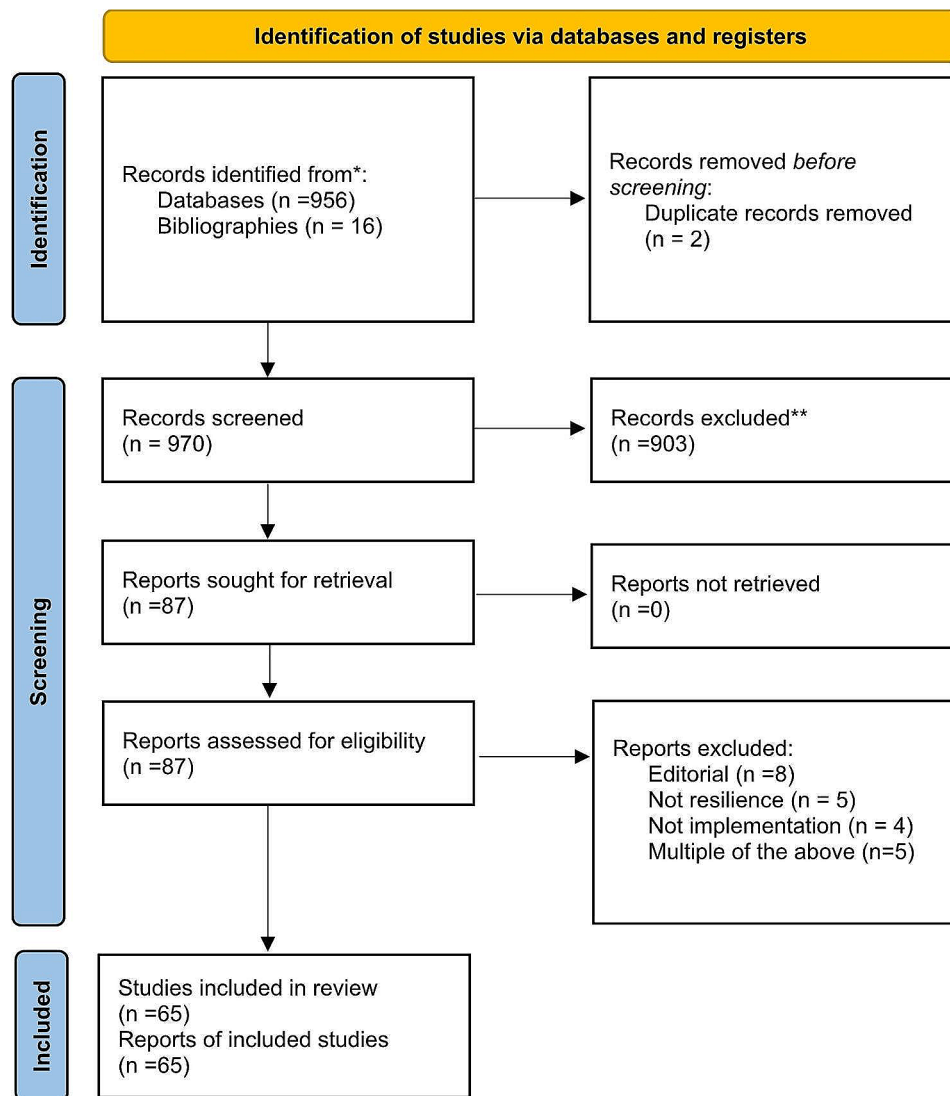 Identification of studies via databases and registers
Identification
Records identified from*:
Databases (n =956)
Bibliographies (n = 16)
Records removed before
screening:
Duplicate records removed
(n = 2)
Screening
Records screened
(n = 970)
Records excluded**
(n =903)
Reports sought for retrieval
(n =87)
Reports not retrieved
(n =0)
Reports assessed for eligibility
(n =87)
Reports excluded:
Editorial (n =8)
Not resilience (n = 5)
Not implementation (n = 4)
Multiple of the above (n=5)
Included
Studies included in review
(n =65)
Reports of included studies
(n =65)